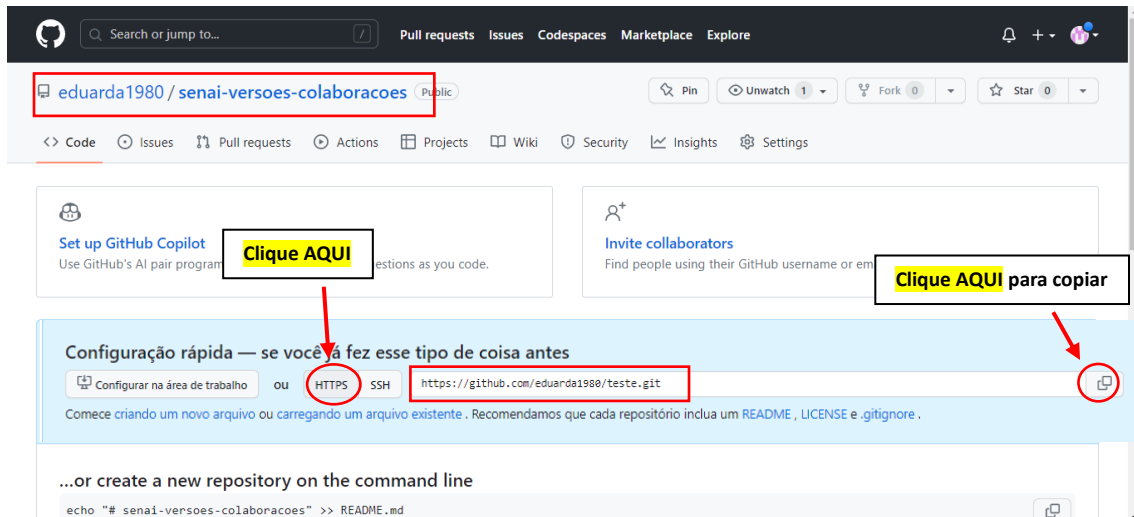 Search or jump to... / Pull requests Issues Codespaces Marketplace Explore
eduarda1980 / senai-versoes-colaboracoes Public Pin Unwatch 1 Fork 0 Star 0
Code Issues Pull requests Actions Projects Wiki Security Insights Settings
Set up GitHub Copilot
Use GitHub's AI pair program estions as you code.
Clique AQUI
Invite collaborators
Find people using their GitHub username or em
Clique AQUI para copiar
Configuração rápida — se você já fez esse tipo de coisa antes
Configurar na área de trabalho ou HTTPS SSH https://github.com/eduarda1980/teste.git
Comece criando um novo arquivo ou carregando um arquivo existente . Recomendamos que cada repositório inclua um README , LICENSE e .gitignore .
...or create a new repository on the command line
echo "# senai-versoes-colaboracoes" >> README.md